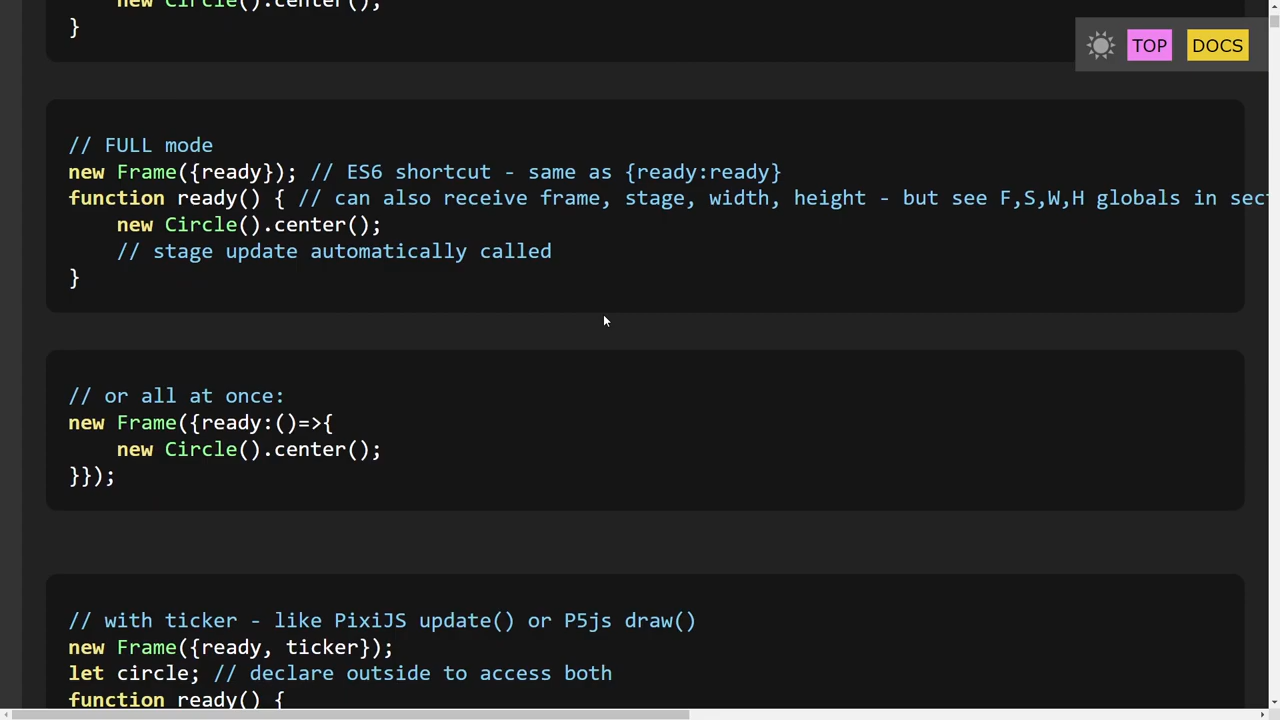 new Circle().center();
}
TOP DOCS
// FULL mode
new Frame({ready}); // ES6 shortcut - same as {ready:ready}
function ready() { // can also receive frame, stage, width, height - but see F,S,W,H globals in sect
    new Circle().center();
    // stage update automatically called
}
// or all at once:
new Frame({ready:()=>{
    new Circle().center();
}});
// with ticker - like PixiJS update() or P5js draw()
new Frame({ready, ticker});
let circle; // declare outside to access both
function ready() {